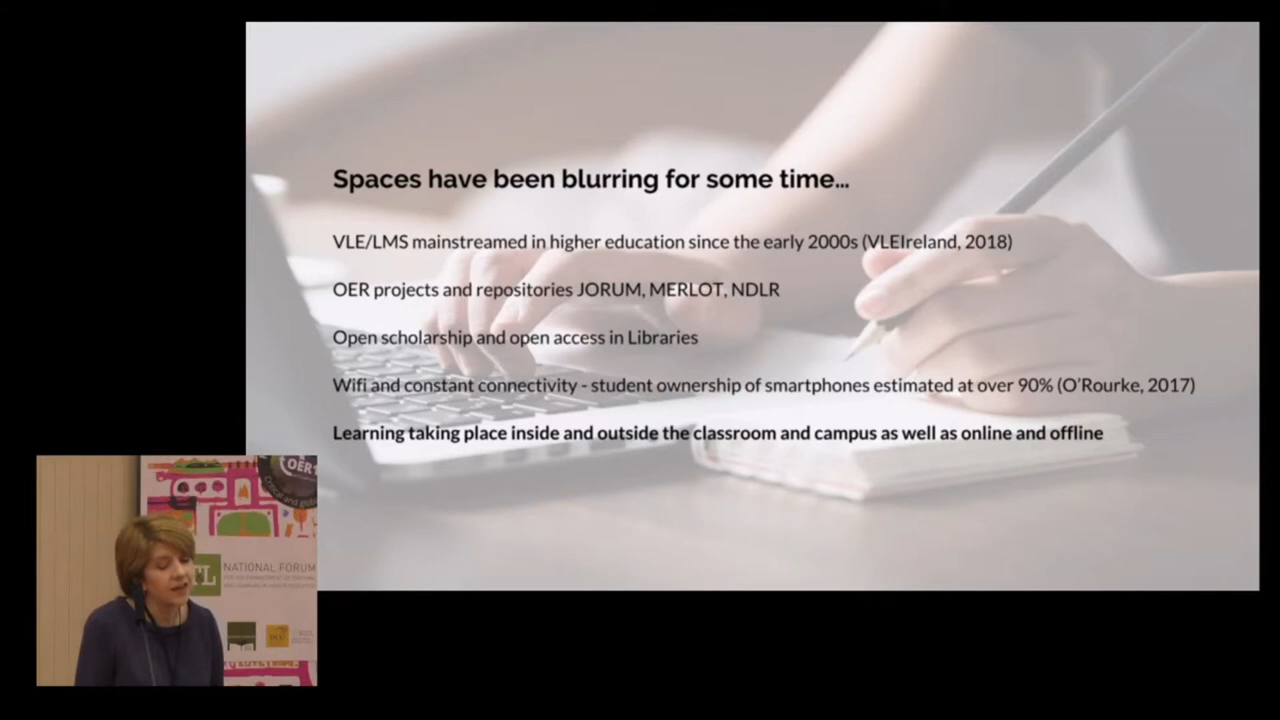 Spaces have been blurring for some time...
VLE/LMS mainstreamed in higher education since the early 2000s (VLEIreland, 2018)
OER projects and repositories JORUM, MERLOT, NDLR
Open scholarship and open access in Libraries
Wifi and constant connectivity - student ownership of smartphones estimated at over 90% (O'Rourke, 2017)
Learning taking place inside and outside the classroom and campus as well as online and offline
OER
TL
NATIONAL FORUM